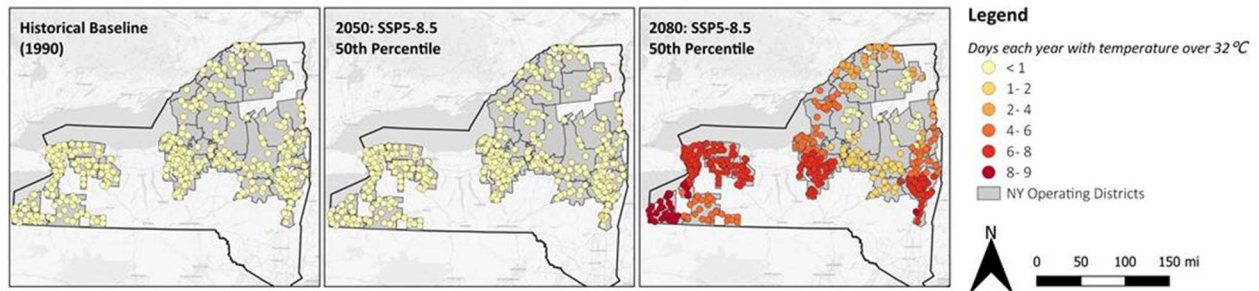 Historical Baseline
(1990)
2050: SSP5-8.5
50th Percentile
2080: SSP5-8.5
50th Percentile
Legend
Days each year with temperature over 32℃
< 1
1- 2
2- 4
4- 6
6- 8
8- 9
NY Operating Districts
N
0 50 100 150 mi